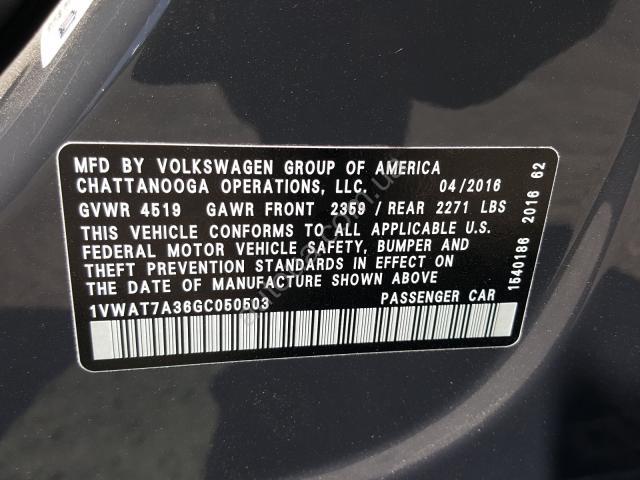 MFD BY VOLKSWAGEN GROUP OF AMERICA
CHATTANOOGA OPERATIONS, LLC. 04/2016
GVWR 4519 GAWR FRONT 2359 / REAR 2271 LBS
THIS VEHICLE CONFORMS TO ALL APPLICABLE U.S.
FEDERAL MOTOR VEHICLE SAFETY, BUMPER AND
THEFT PREVENTION STANDARDS IN EFFECT ON
THE DATE OF MANUFACTURE SHOWN ABOVE
1VWAT7A36GC050503 PASSENGER CAR
1540186 2016 62